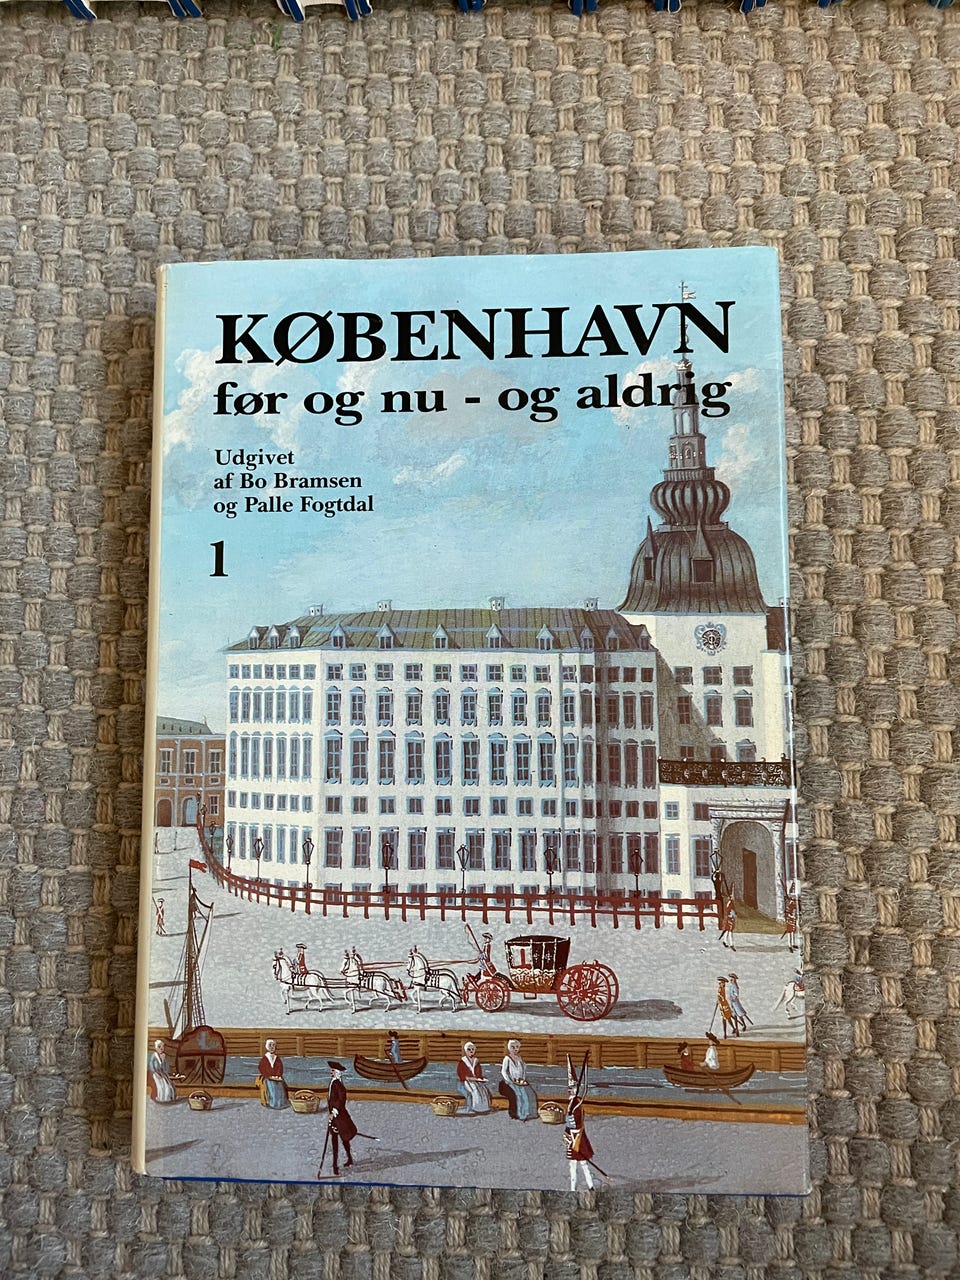 KØBENHAVN
før og nu - og aldrig
Udgivet
af Bo Bramsen
og Palle Fogtdal
1